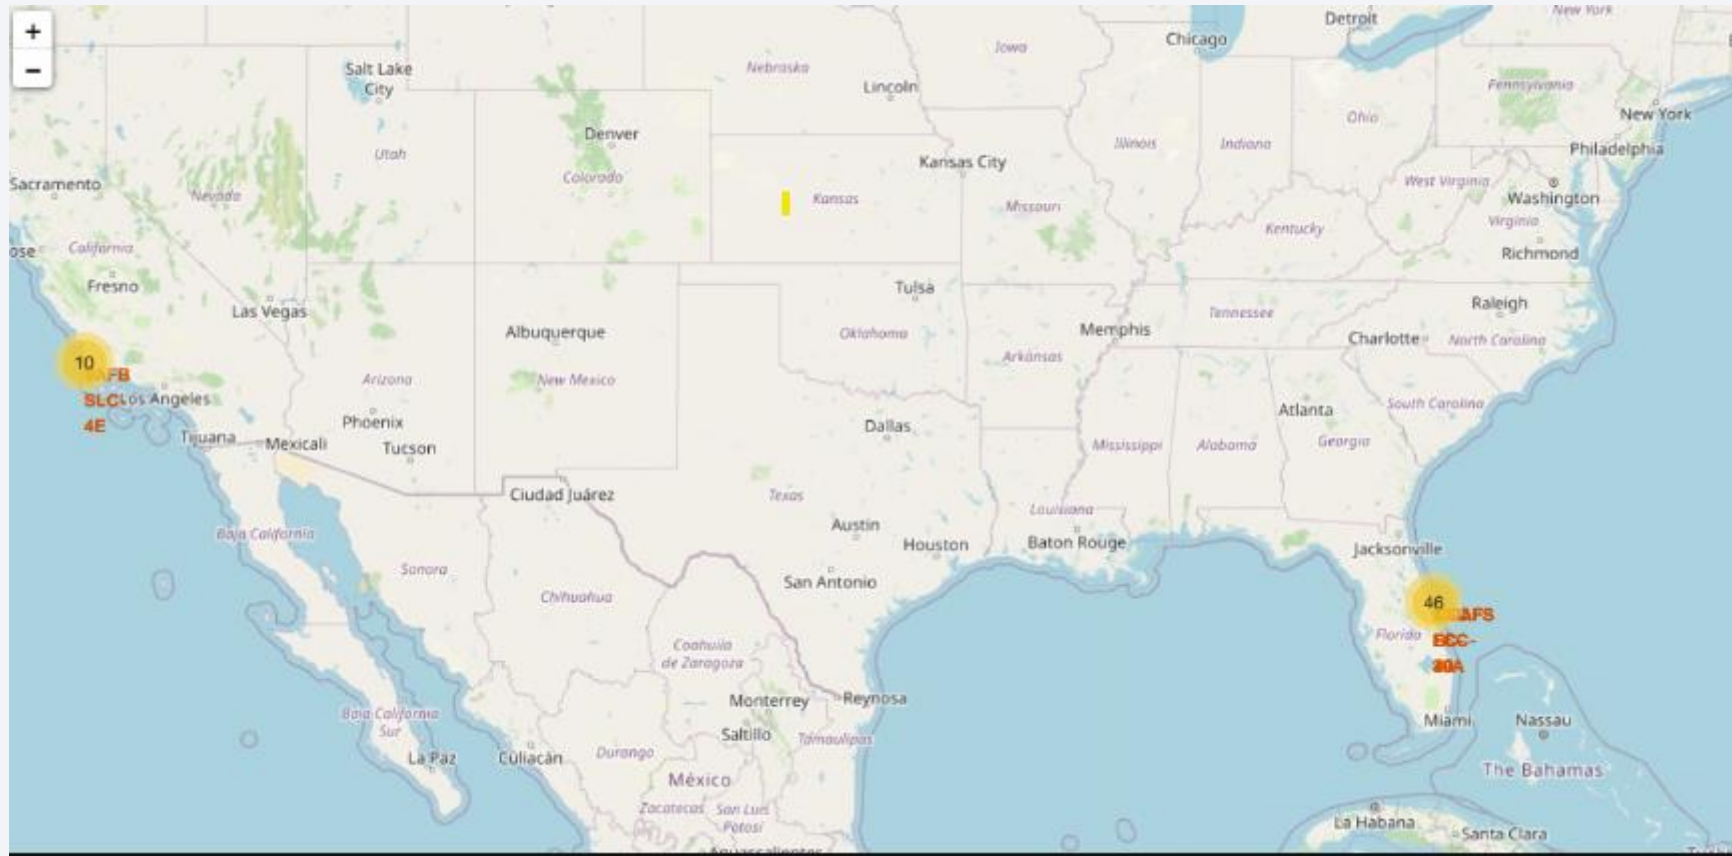 +
−
Detroit
New York
Chicago
Iowa
Salt Lake
City
Nebraska
Lincoln
Pennsylvania
New York
Denver
Ohio
Illinois
Indiana
Philadelphia
Utah
Kansas City
Colorado
West Virginia
Sacramento
Nevada
Kansas
Missouri
Washington
Virginia
Kentucky
ose
California
Richmond
Fresno
Tulsa
Las Vegas
Raleigh
Tennessee
Albuquerque
Oklahoma
Memphis
Charlotte
North Carolina
10
Arkansas
AFB
Arizona
New Mexico
SLC
Los Angeles
South Carolina
4E
Phoenix
Atlanta
Dallas
Tijuana
Mexicali
Tucson
Mississippi
Alabama
Georgia
Ciudad Juárez
Texas
Louisiana
Austin
Baja California
Houston
Baton Rouge
Jacksonville
Sonora
San Antonio
Chihuahua
46
AFS
Florida
Coahuila
de Zaragoza
Monterrey
Reynosa
Baja California
Sur
Saltillo
Tamaulipas
Miami
Nassau
La Paz
Culiacán
Durango
México
The Bahamas
Zacatecas
San Luis
Potosí
La Habana
Santa Clara
Aguascalientes